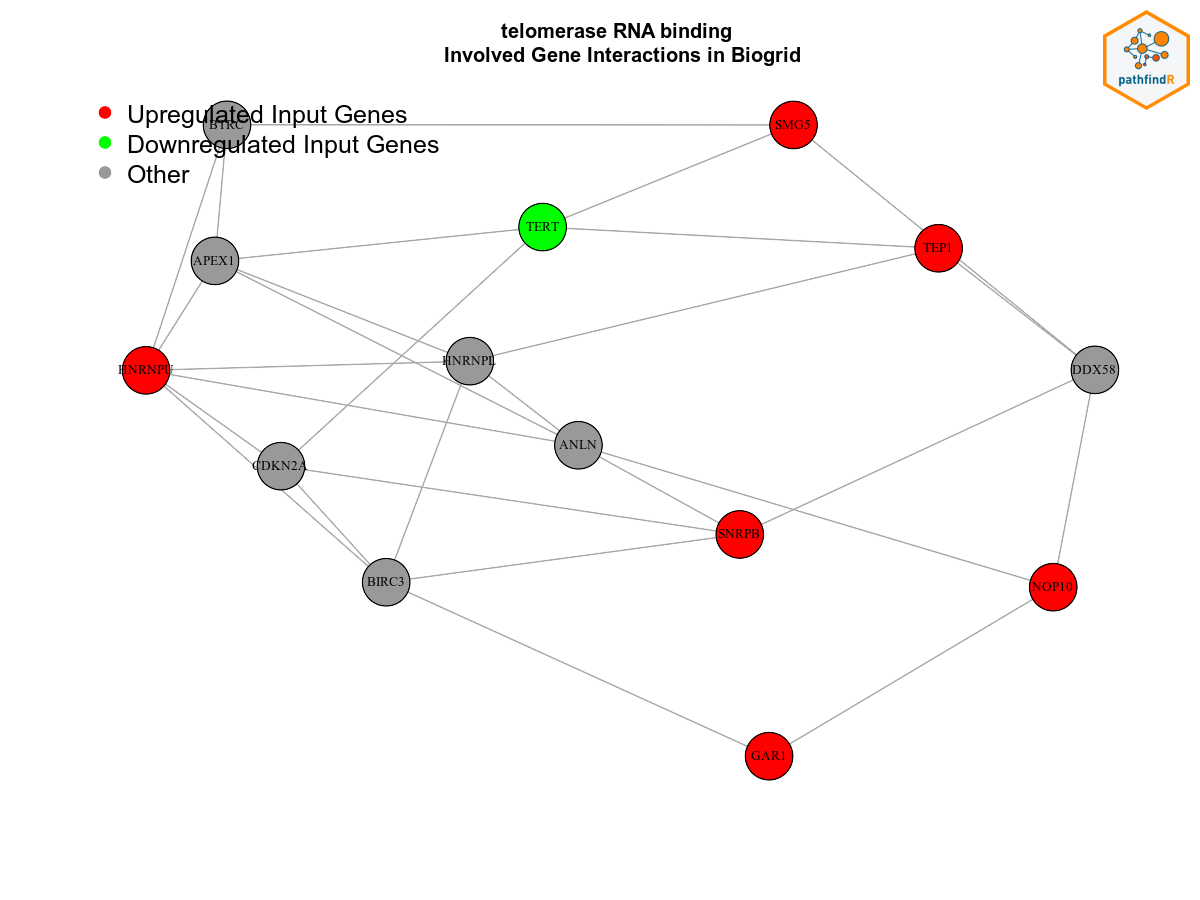 telomerase RNA binding
Involved Gene Interactions in Biogrid
pathfindR
Upregulated Input Genes
Downregulated Input Genes
Other
BTRC
SMG5
TERT
TEP1
APEX1
HNRNPL
HNRNPU
DDX58
ANLN
CDKN2A
SNRPB
BIRC3
NOP10
GAR1